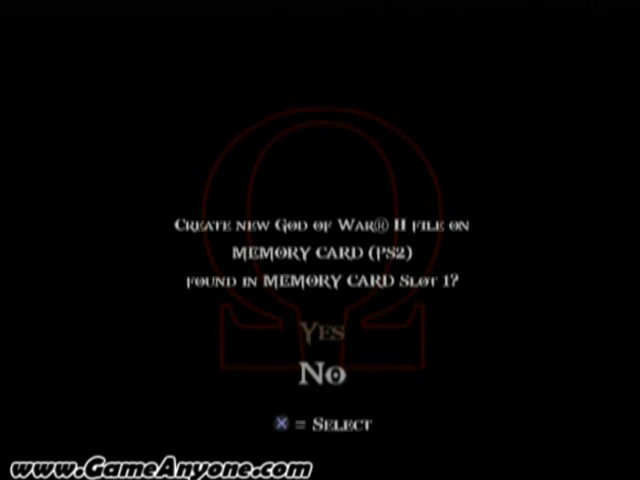 Create new God of War® II file on
MEMORY CARD (PS2)
found in MEMORY CARD Slot 1?
Yes
No
X = Select
www.GameAnyone.com